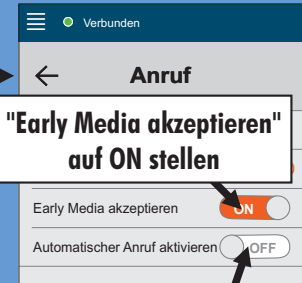 Verbunden
Anruf
"Early Media akzeptieren"
auf ON stellen
Early Media akzeptieren ON
Automatischer Anruf aktivieren OFF